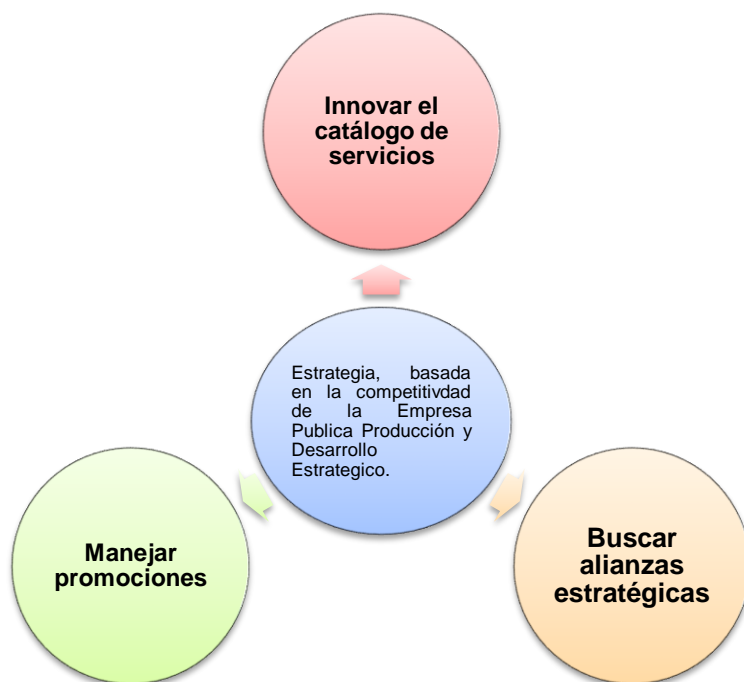 Innovar el
catálogo de
servicios
Estrategia, basada
en la competitivdad
de la Empresa
Publica Producción y
Desarrollo
Estrategico.
Manejar
promociones
Buscar
alianzas
estratégicas